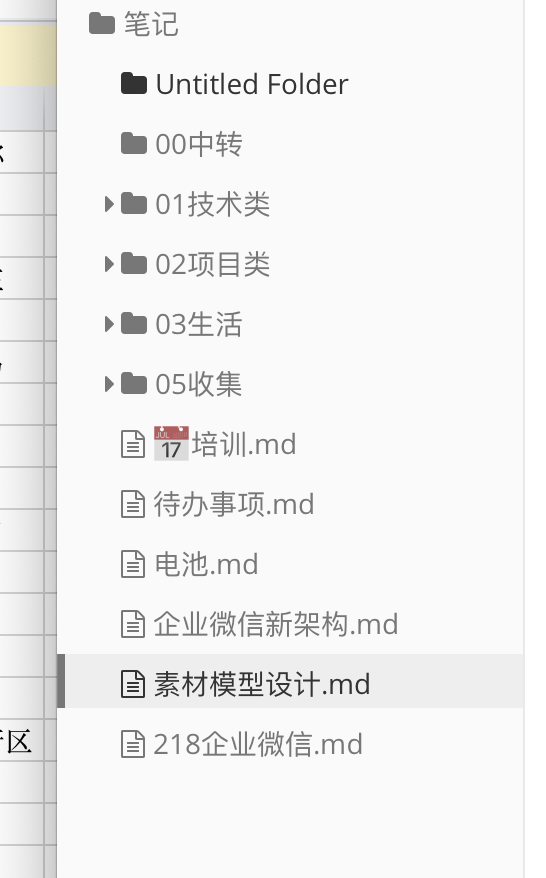 笔记
Untitled Folder
00中转
01技术类
02项目类
03生活
05收集
📅培训.md
待办事项.md
电池.md
企业微信新架构.md
素材模型设计.md
区
218企业微信.md